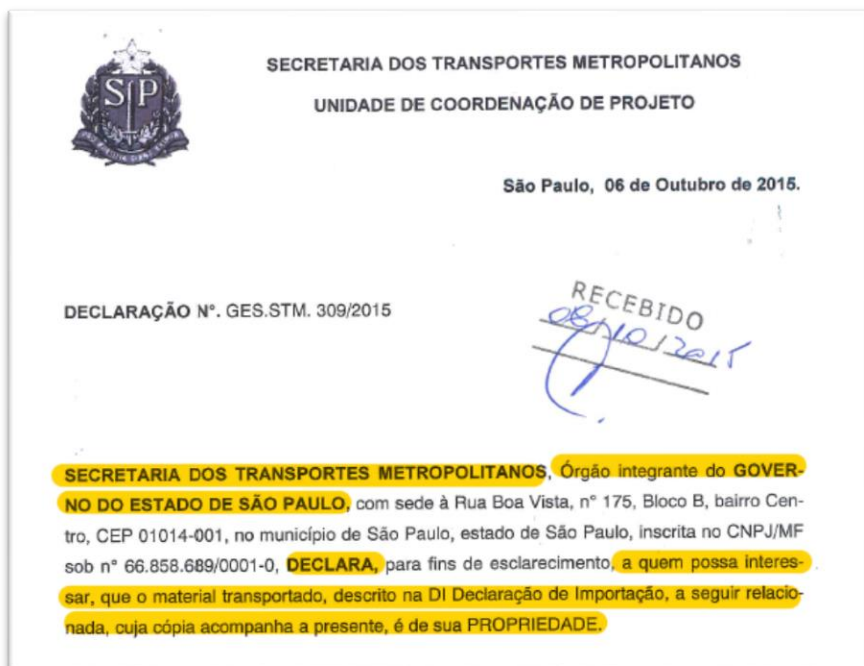 SECRETARIA DOS TRANSPORTES METROPOLITANOS
UNIDADE DE COORDENAÇÃO DE PROJETO
SP
São Paulo, 06 de Outubro de 2015.
DECLARAÇÃO N°. GES.STM. 309/2015
RECEBIDO
08/10/2015
SECRETARIA DOS TRANSPORTES METROPOLITANOS, Órgão integrante do GOVER-
NO DO ESTADO DE SÃO PAULO, com sede à Rua Boa Vista, n° 175, Bloco B, bairro Cen-
tro, CEP 01014-001, no município de São Paulo, estado de São Paulo, inscrita no CNPJ/MF
sob n° 66.858.689/0001-0, DECLARA, para fins de esclarecimento, a quem possa interes-
sar, que o material transportado, descrito na DI Declaração de Importação, a seguir relacio-
nada, cuja cópia acompanha a presente, é de sua PROPRIEDADE.